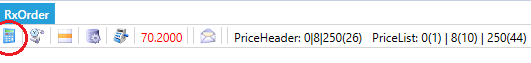 RxOrder
70.2000 PriceHeader: 0|8|250(26) PriceList: 0(1) | 8(10) | 250(44)